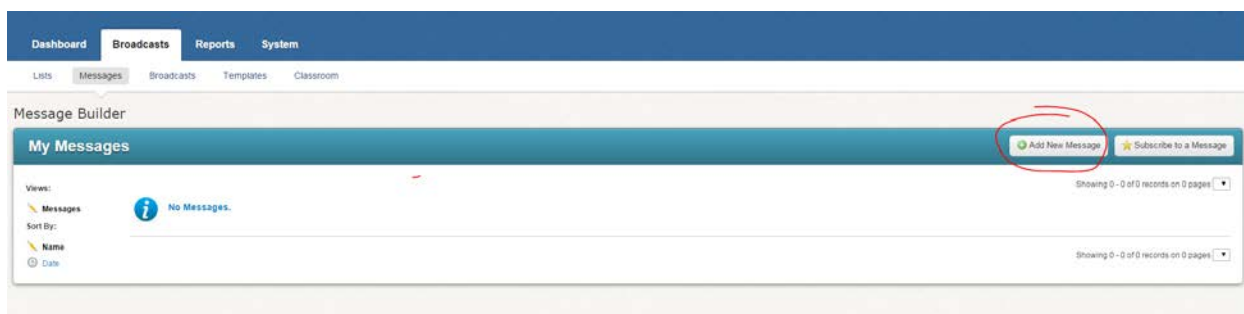 Dashboard Broadcasts Reports System
Lists Messages Broadcasts Templates Classroom
Message Builder
My Messages
Add New Message Subscribe to a Message
Views:
Showing 0 - 0 of 0 records on 0 pages
Messages
No Messages.
Sort By:
Name
Date
Showing 0 - 0 of 0 records on 0 pages